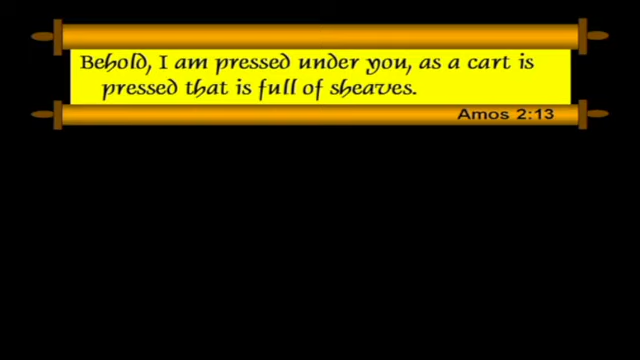 Behold, I am pressed under you, as a cart is
pressed that is full of sheaves.
Amos 2:13